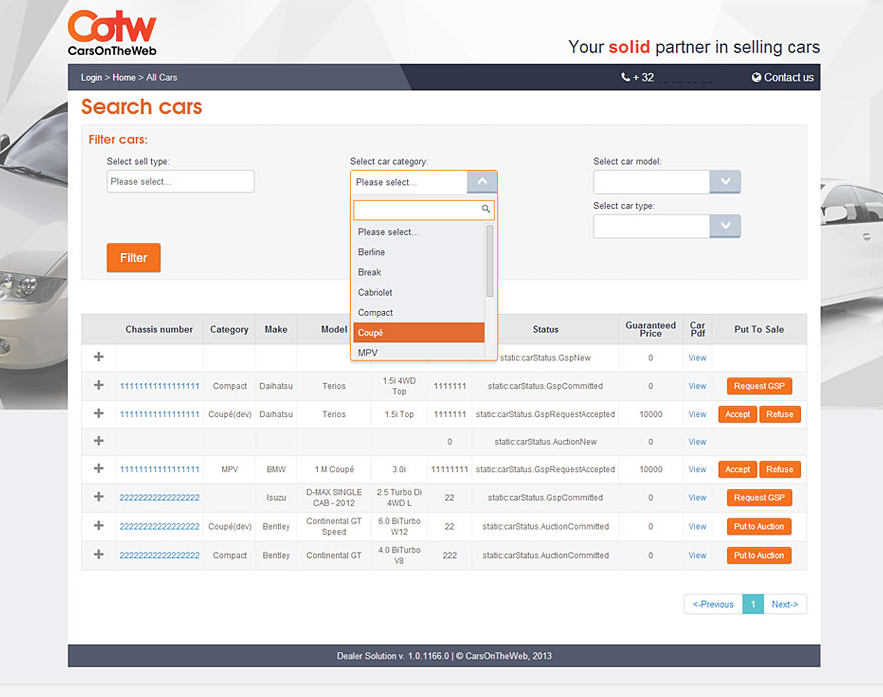 Cotw
CarsOnTheWeb
Your solid partner in selling cars
Login > Home > All Cars
+ 32
Contact us
Search cars
Filter cars:
Select sell type:
Please select...
Select car category:
Please select...
Please select...
Berline
Break
Cabriolet
Compact
Coupé
MPV
Select car model:
Select car type:
Filter
Chassis number Category Make Model Status Guaranteed Price Car Pdf Put To Sale
+ static:carStatus.GspNew 0 View
+ 11111111111111111 Compact Daihatsu Terios 1.5i 4WD Top 1111111 static:carStatus.GspCommitted 0 View Request GSP
+ 11111111111111111 Coupé(dev) Daihatsu Terios 1.5i Top 1111111 static:carStatus.GspRequestAccepted 10000 View Accept Refuse
+ 0 static:carStatus.AuctionNew 0 View
+ 11111111111111111 MPV BMW 1 M Coupé 3.0i 11111111 static:carStatus.GspRequestAccepted 10000 View Accept Refuse
+ 22222222222222222 Isuzu D-MAX SINGLE CAB - 2012 2.5 Turbo Di 4WD L 22 static:carStatus.GspCommitted 0 View Request GSP
+ 22222222222222222 Coupé(dev) Bentley Continental GT Speed 6.0 BiTurbo W12 22 static:carStatus.AuctionCommitted 0 View Put to Auction
+ 22222222222222222 Compact Bentley Continental GT 4.0 BiTurbo V8 222 static:carStatus.AuctionCommitted 0 View Put to Auction
<-Previous 1 Next->
Dealer Solution v. 1.0.1166.0 | © CarsOnTheWeb, 2013